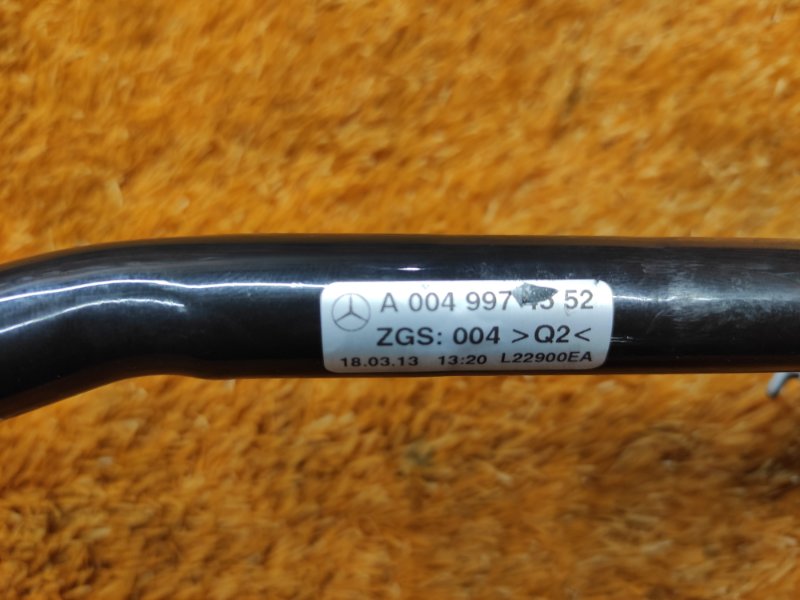 A 004 997 52
ZGS: 004 >Q2<
18.03.13 13:20 L22900EA